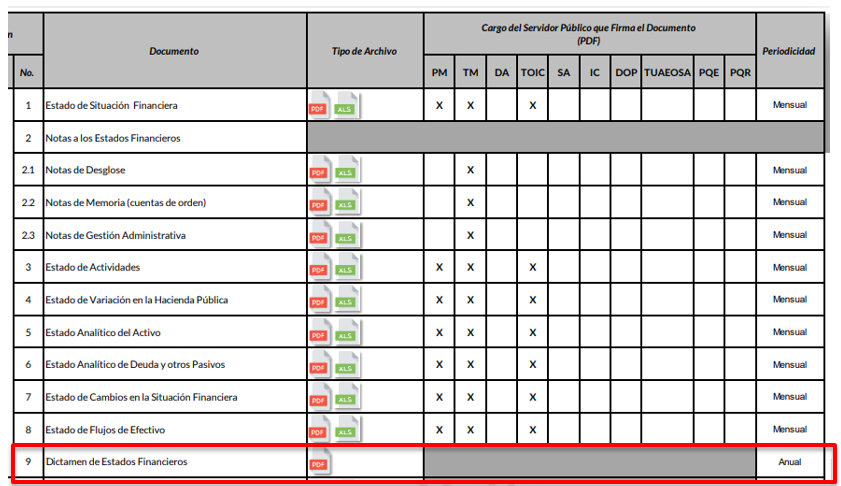 n
Documento
Tipo de Archivo
Cargo del Servidor Público que Firma el Documento
(PDF)
Periodicidad
No.
PM TM DA TOIC SA IC DOP TUAEOSA PQE PQR
1 Estado de Situación Financiera PDF XLS X X X Mensual
2 Notas a los Estados Financieros
2.1 Notas de Desglose PDF XLS X Mensual
2.2 Notas de Memoria (cuentas de orden) PDF XLS X Mensual
2.3 Notas de Gestión Administrativa PDF XLS X Mensual
3 Estado de Actividades PDF XLS X X X Mensual
4 Estado de Variación en la Hacienda Pública PDF XLS X X X Mensual
5 Estado Analítico del Activo PDF XLS X X X Mensual
6 Estado Analítico de Deuda y otros Pasivos PDF XLS X X X Mensual
7 Estado de Cambios en la Situación Financiera PDF XLS X X X Mensual
8 Estado de Flujos de Efectivo PDF XLS X X X Mensual
9 Dictamen de Estados Financieros PDF Anual